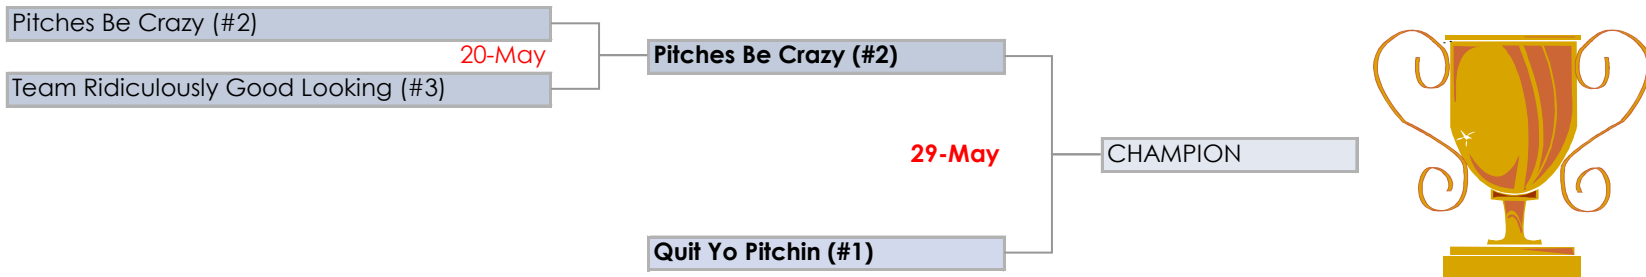 Pitches Be Crazy (#2)
20-May
Team Ridiculously Good Looking (#3)
Pitches Be Crazy (#2)
29-May
Quit Yo Pitchin (#1)
CHAMPION